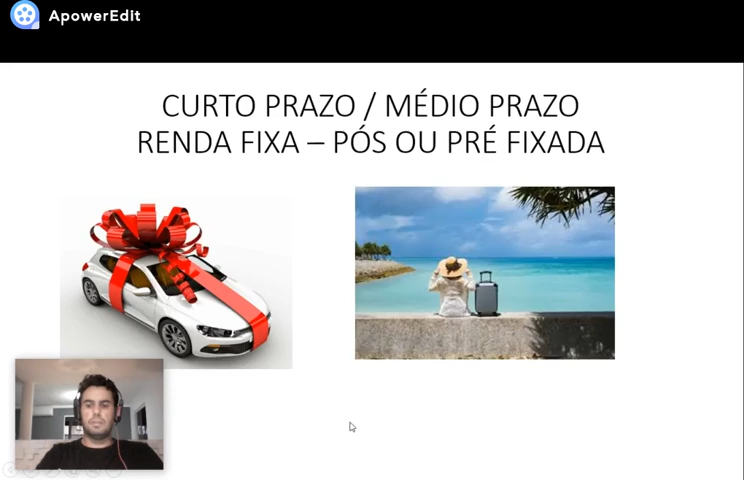 ApowerEdit
CURTO PRAZO / MÉDIO PRAZO
RENDA FIXA – PÓS OU PRÉ FIXADA